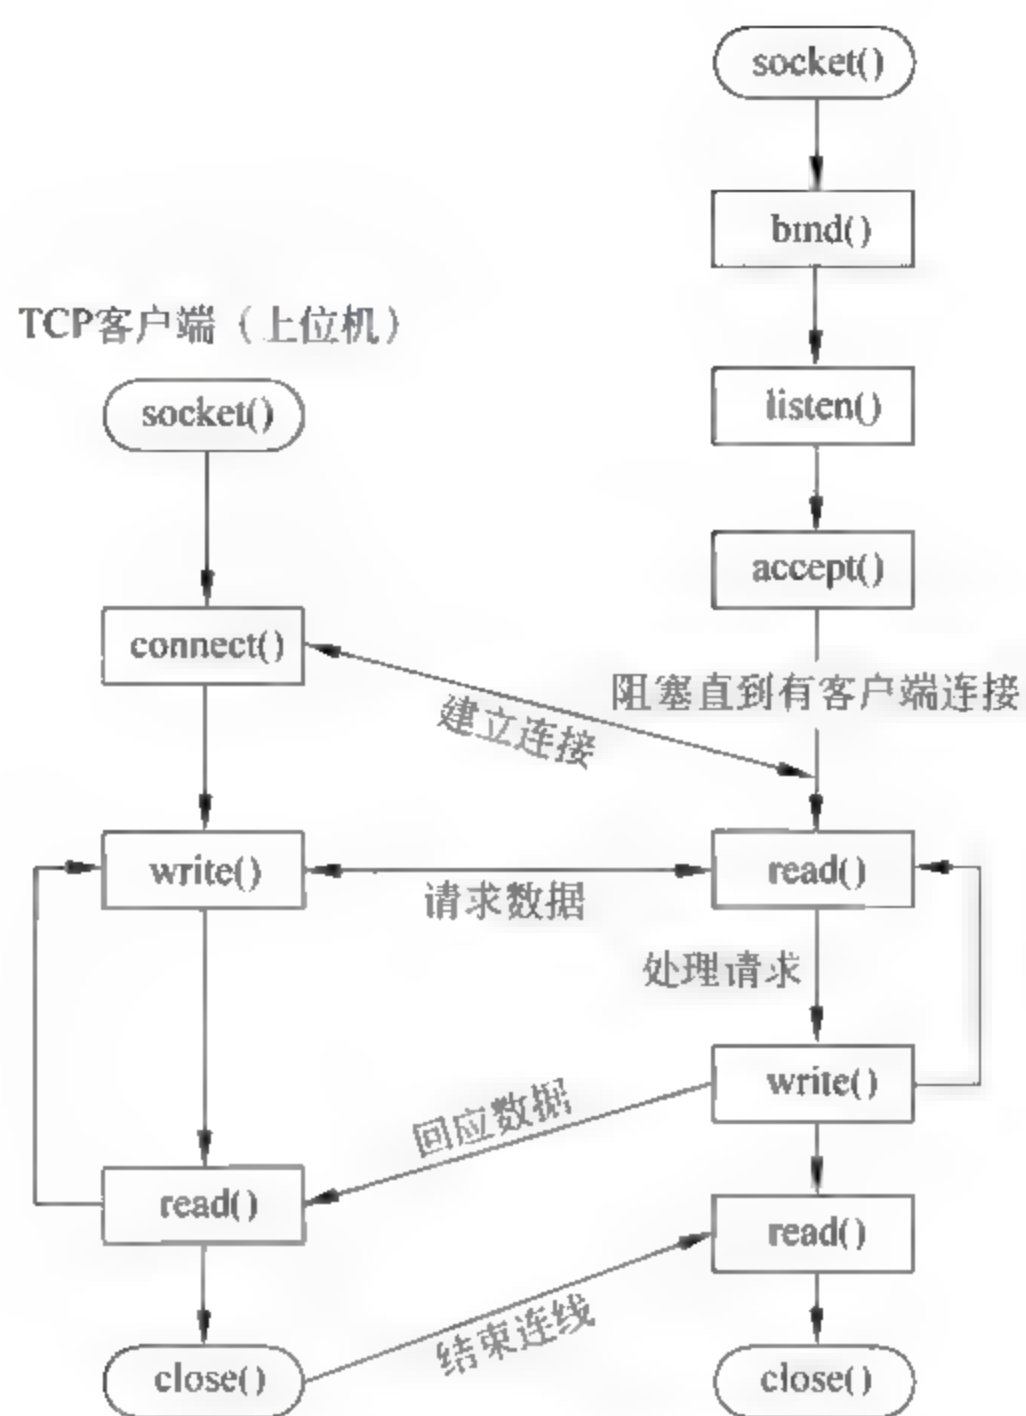 socket()
bind()
TCP客户端（上位机）
listen()
socket()
accept()
connect()
阻塞直到有客户端连接
建立连接
write()
read()
请求数据
处理请求
write()
回应数据
read()
read()
结束连线
close()
close()